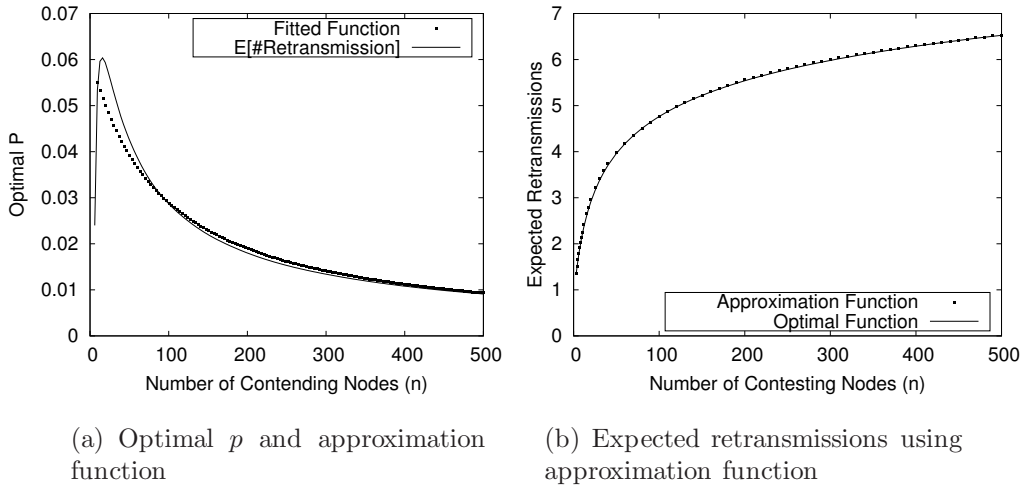 0.07
0.06
0.05
0.04
0.03
0.02
0.01
0
Optimal P
Fitted Function
E[#Retransmission]
0 100 200 300 400 500
Number of Contending Nodes (n)
(a) Optimal p and approximation
function
7
6
5
4
3
2
1
0
Expected Retransmissions
Approximation Function
Optimal Function
0 100 200 300 400 500
Number of Contesting Nodes (n)
(b) Expected retransmissions using
approximation function